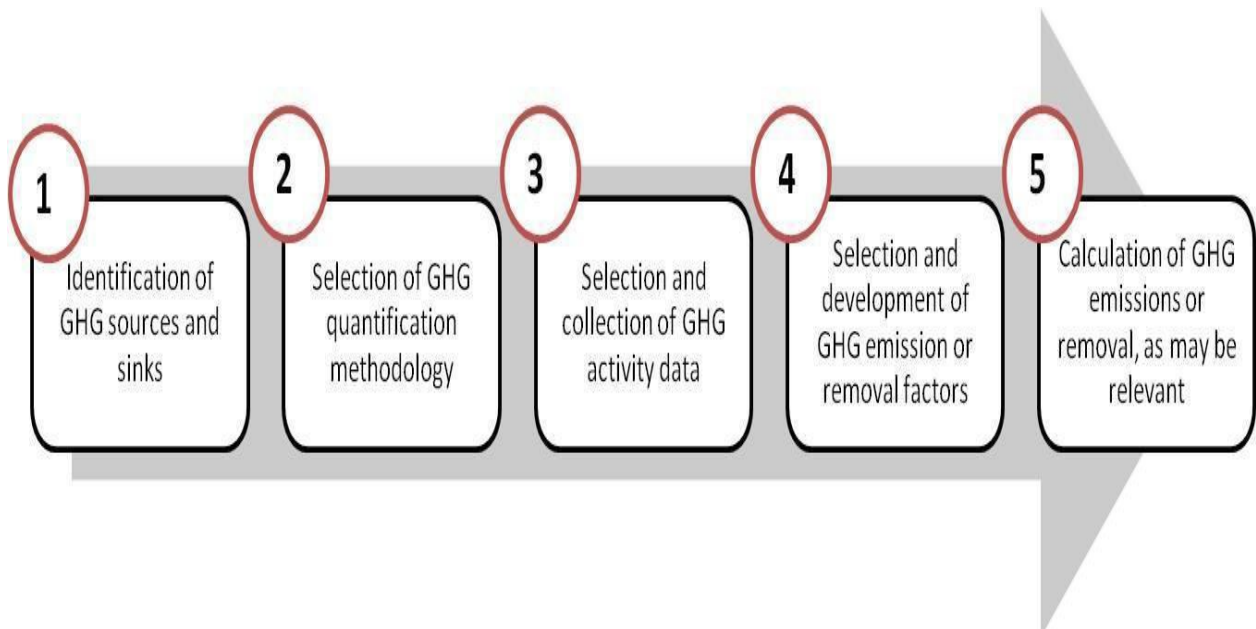 1
Identification of
GHG sources and
sinks
2
Selection of GHG
quantification
methodology
3
Selection and
collection of GHG
activity data
4
Selection and
development of
GHG emission or
removal factors
5
Calculation of GHG
emissions or
removal, as may be
relevant